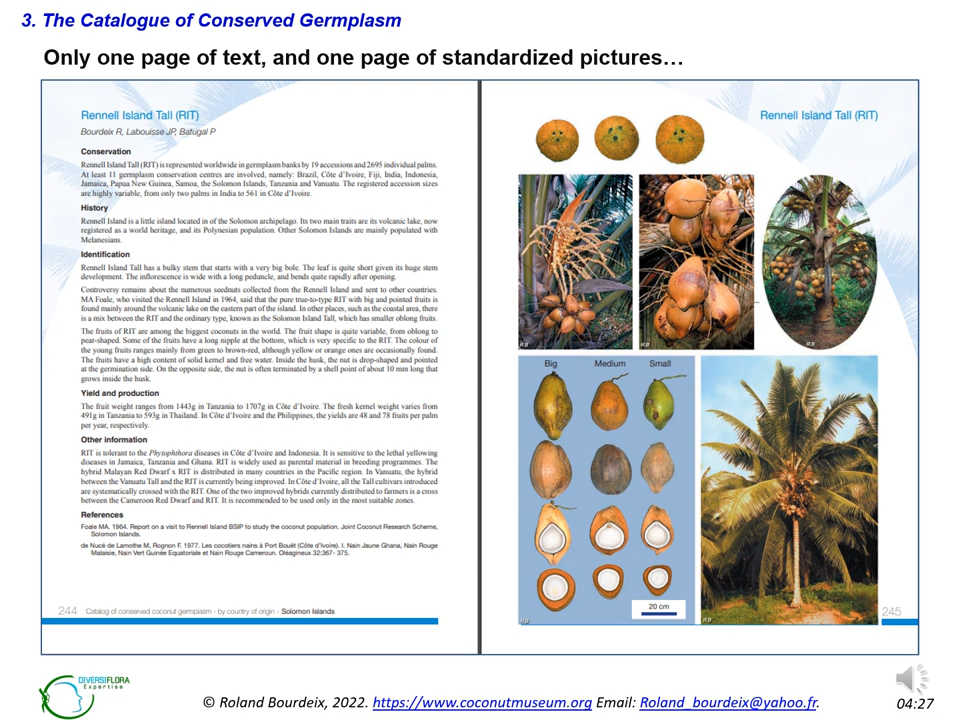 3. The Catalogue of Conserved Germplasm
Only one page of text, and one page of standardized pictures…
Rennell Island Tall (RIT)
Bourdeix R, Labouisse JP, Batugal P
Conservation
Rennell Island Tall (RIT) is represented worldwide in germplasm banks by 19 accessions and 2695 individual palms.
At least 11 germplasm conservation centres are involved, namely: Brazil, Côte d'Ivoire, Fiji, India, Indonesia,
Jamaica, Papua New Guinea, Samoa, the Solomon Islands, Tanzania and Vanuatu. The registered accession sizes
are highly variable, from only two palms in India to 561 in Côte d'Ivoire.
History
Rennell Island is a little island located in of the Solomon archipelago. Its two main traits are its volcanic lake, now
registered as a world heritage, and its Polynesian population. Other Solomon Islands are mainly populated with
Melanesians.
Identification
Rennell Island Tall has a bulky stem that starts with a very big bole. The leaf is quite short given its huge stem
development. The inflorescence is wide with a long peduncle, and bends quite rapidly after opening.
Controversy remains about the numerous seednuts collected from the Rennell Island and sent to other countries.
MA Foale, who visited the Rennell Island in 1964, said that the pure true-to-type RIT with big and pointed fruits is
found mainly around the volcanic lake on the eastern part of the island. In other places, such as the coastal area, there
is a mix between the RIT and the ordinary type, known as the Solomon Island Tall, which has smaller oblong fruits.
The fruits of RIT are among the biggest coconuts in the world. The fruit shape is quite variable, from oblong to
pear-shaped. Some of the fruits have a long nipple at the bottom, which is very specific to the RIT. The colour of
the young fruits ranges mainly from green to brown-red, although yellow or orange ones are occasionally found.
The fruits have a high content of solid kernel and free water. Inside the husk, the nut is drop-shaped and pointed
at the germination side. On the opposite side, the nut is often terminated by a shell point of about 10 mm long that
grows inside the husk.
Yield and production
The fruit weight ranges from 1443g in Tanzania to 1707g in Côte d'Ivoire. The fresh kernel weight varies from
491g in Tanzania to 593g in Thailand. In Côte d'Ivoire and the Philippines, the yields are 48 and 78 fruits per palm
per year, respectively.
Other information
RIT is tolerant to the Phytophthora diseases in Côte d'Ivoire and Indonesia. It is sensitive to the lethal yellowing
diseases in Jamaica, Tanzania and Ghana. RIT is widely used as parental material in breeding programmes. The
hybrid Malayan Red Dwarf x RIT is distributed in many countries in the Pacific region. In Vanuatu, the hybrid
between the Vanuatu Tall and the RIT is currently being improved. In Côte d'Ivoire, all the Tall cultivars introduced
are systematically crossed with the RIT. One of the two improved hybrids currently distributed to farmers is a cross
between the Cameroon Red Dwarf and RIT. It is recommended to be used only in the most suitable zones.
References
Foale MA. 1964. Report on a visit to Rennell Island BSIP to study the coconut population. Joint Coconut Research Scheme,
Solomon Islands.
de Nucé de Lamothe M, Rognon F. 1977. Les cocotiers nains à Port Bouët (Côte d'Ivoire). I. Nain Jaune Ghana, Nain Rouge
Malaisie, Nain Vert Guinée Equatoriale et Nain Rouge Cameroun. Oléagineux 32:367- 375.
244 Catalog of conserved coconut germplasm - by country of origin - Solomon Islands
Rennell Island Tall (RIT)
R.B
R.B
R.B
Big Medium Small
20 cm
R.B
R.B
245
DIVERSIFLORA
Expertise
© Roland Bourdeix, 2022. https://www.coconutmuseum.org Email: Roland_bourdeix@yahoo.fr.
04:27